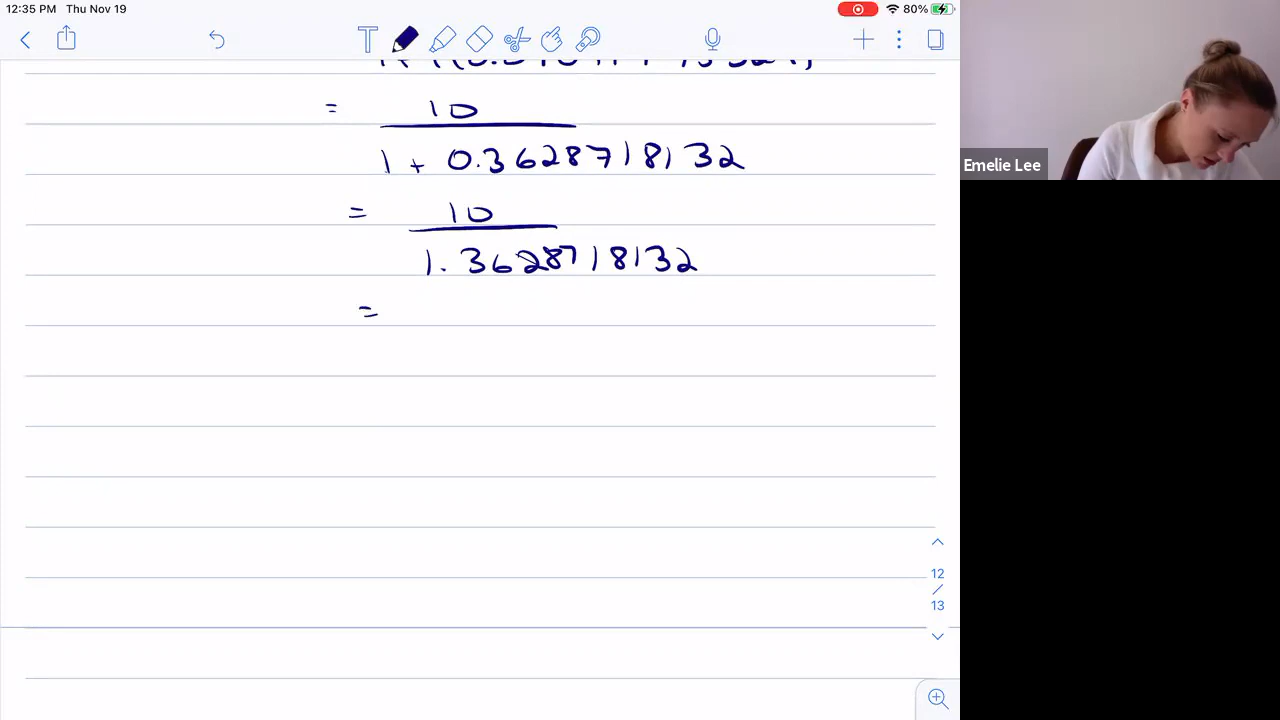 12:35 PM Thu Nov 19
80%
T
= 10
1 + 0.3628718132
= 10
1.3628718132
=
Emelie Lee
12
/
13